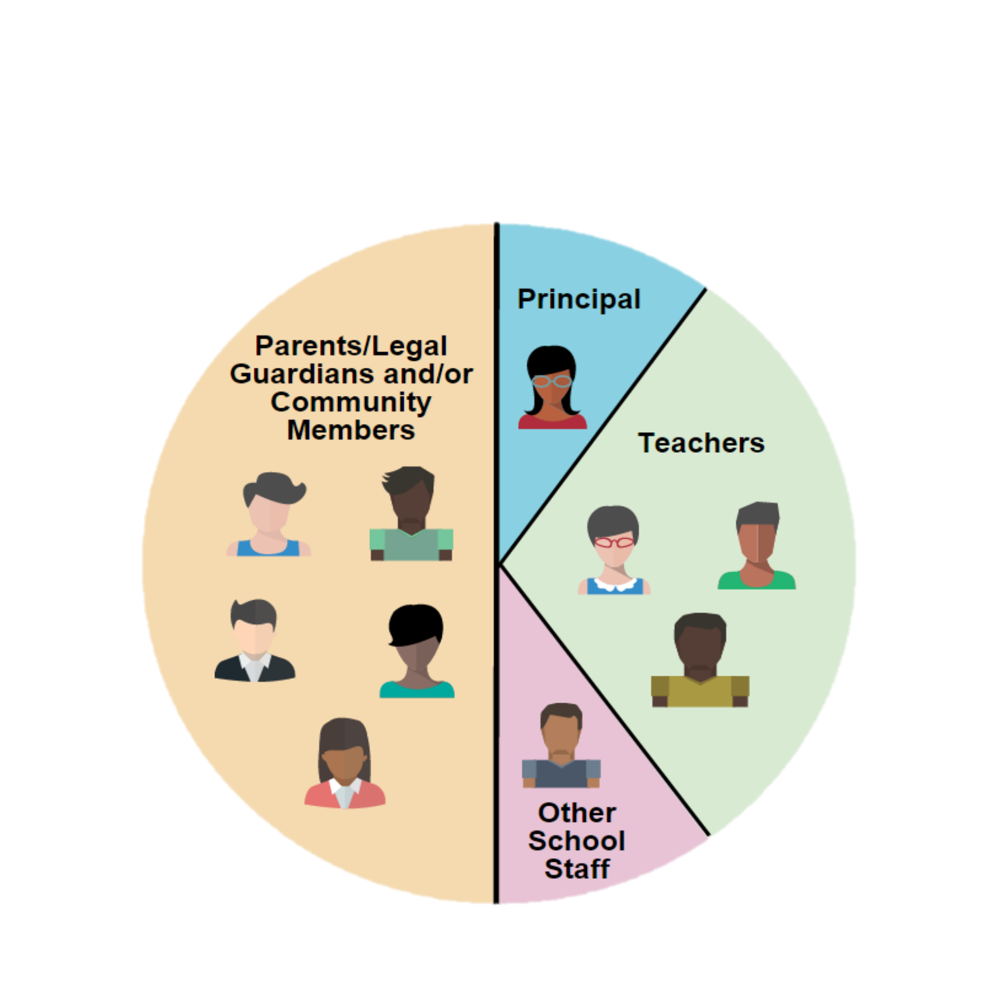 Principal
Parents/Legal
Guardians and/or
Community
Members
Teachers
Other
School
Staff